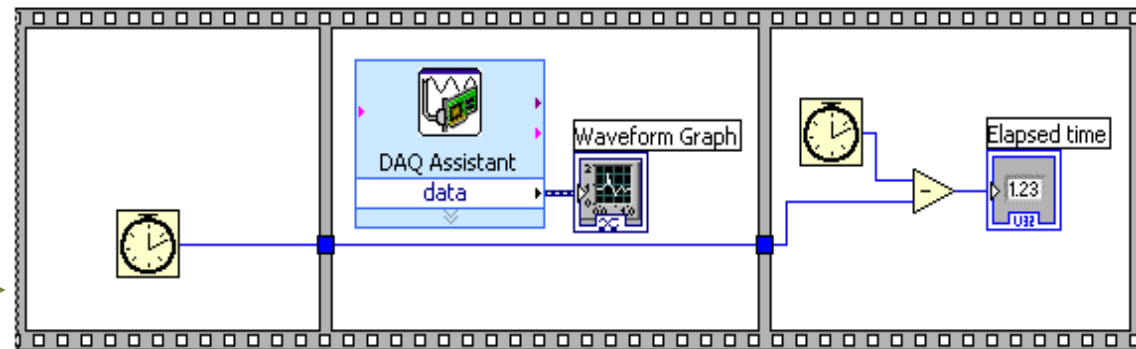 DAQ Assistant
data
Waveform Graph
Elapsed time
1.23
U32